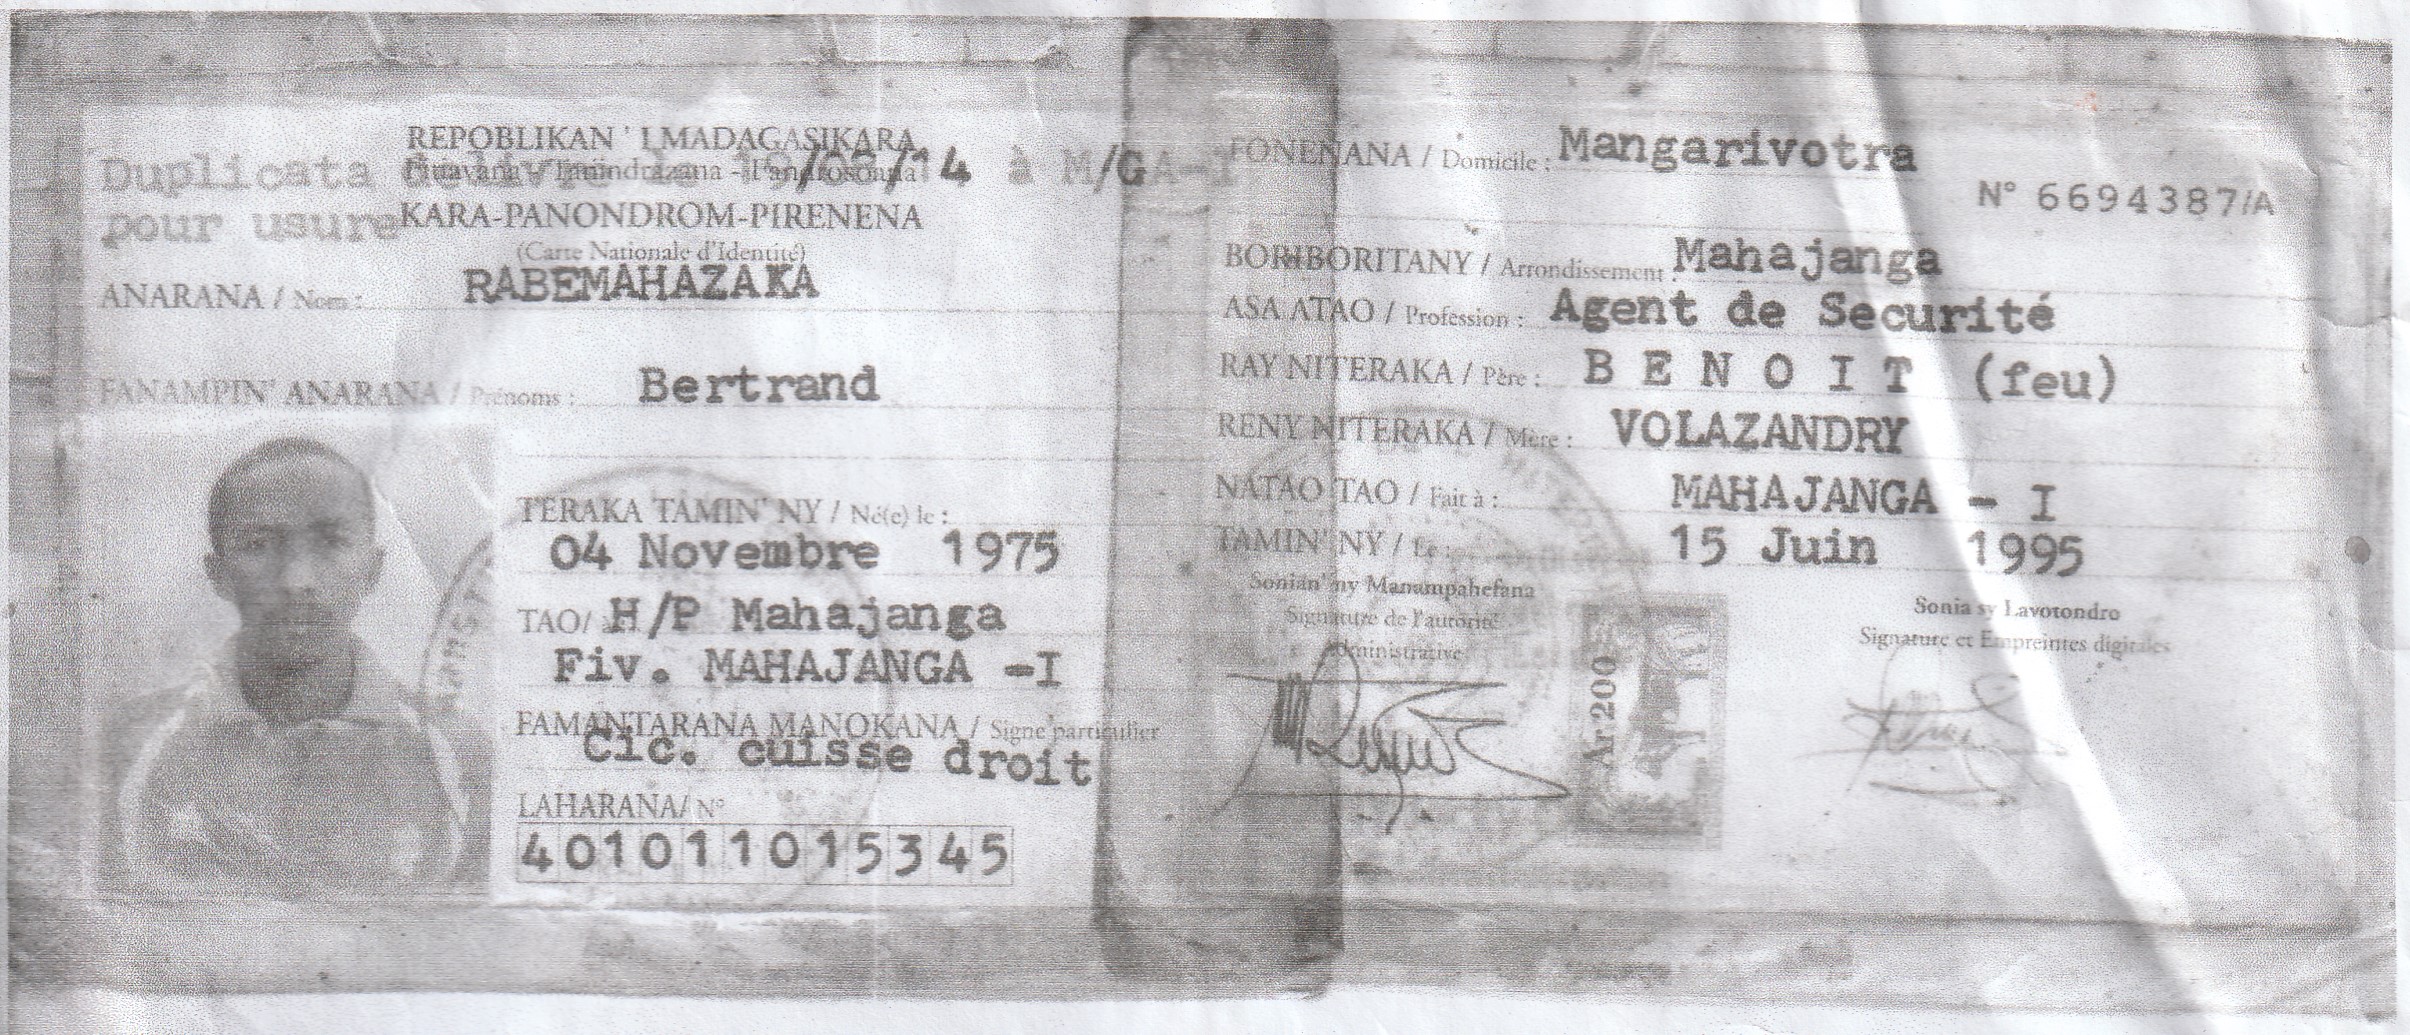 REPOBLIKAN ' I MADAGASIKARA
Duplicata délivré le 19/08/14 à M/GA-I
pour usure
KARA-PANONDROM-PIRENENA
(Carte Nationale d'Identité)
ANARANA / Nom : RABEMAHAZAKA
FANAMPIN' ANARANA / Prénoms : Bertrand
TERAKA TAMIN' NY / Né(e) le :
04 Novembre 1975
TAO/ à : H/P Mahajanga
Fiv. MAHAJANGA -I
FAMANTARANA MANOKANA / Signe particulier
Cic. cuisse droit
LAHARANA/ N°
401011015345
FONENANA / Domicile : Mangarivotra
N° 6694387/A
BORIBORITANY / Arrondissement : Mahajanga
ASA ATAO / Profession : Agent de Securité
RAY NITERAKA / Père : B E N O I T (feu)
RENY NITERAKA / Mère : VOLAZANDRY
NATAO TAO / Fait à : MAHAJANGA - I
TAMIN' NY / Le : 15 Juin 1995
Sonian' ny Manampahefana
Signature de l'autorité
Administrative
Ar200
Sonia sy Lavotondro
Signature et Empreintes digitales